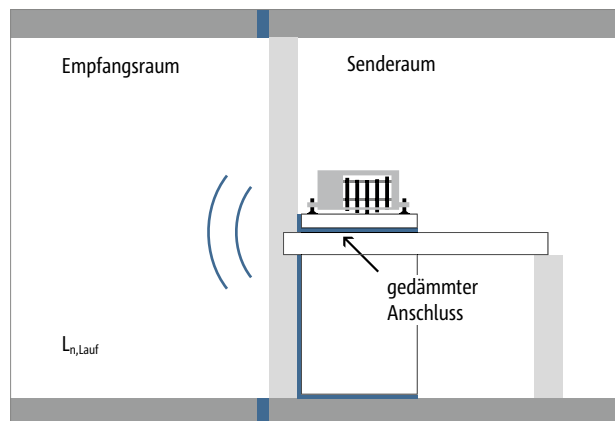 Empfangsraum
Senderaum
gedämmter
Anschluss
Ln,Lauf